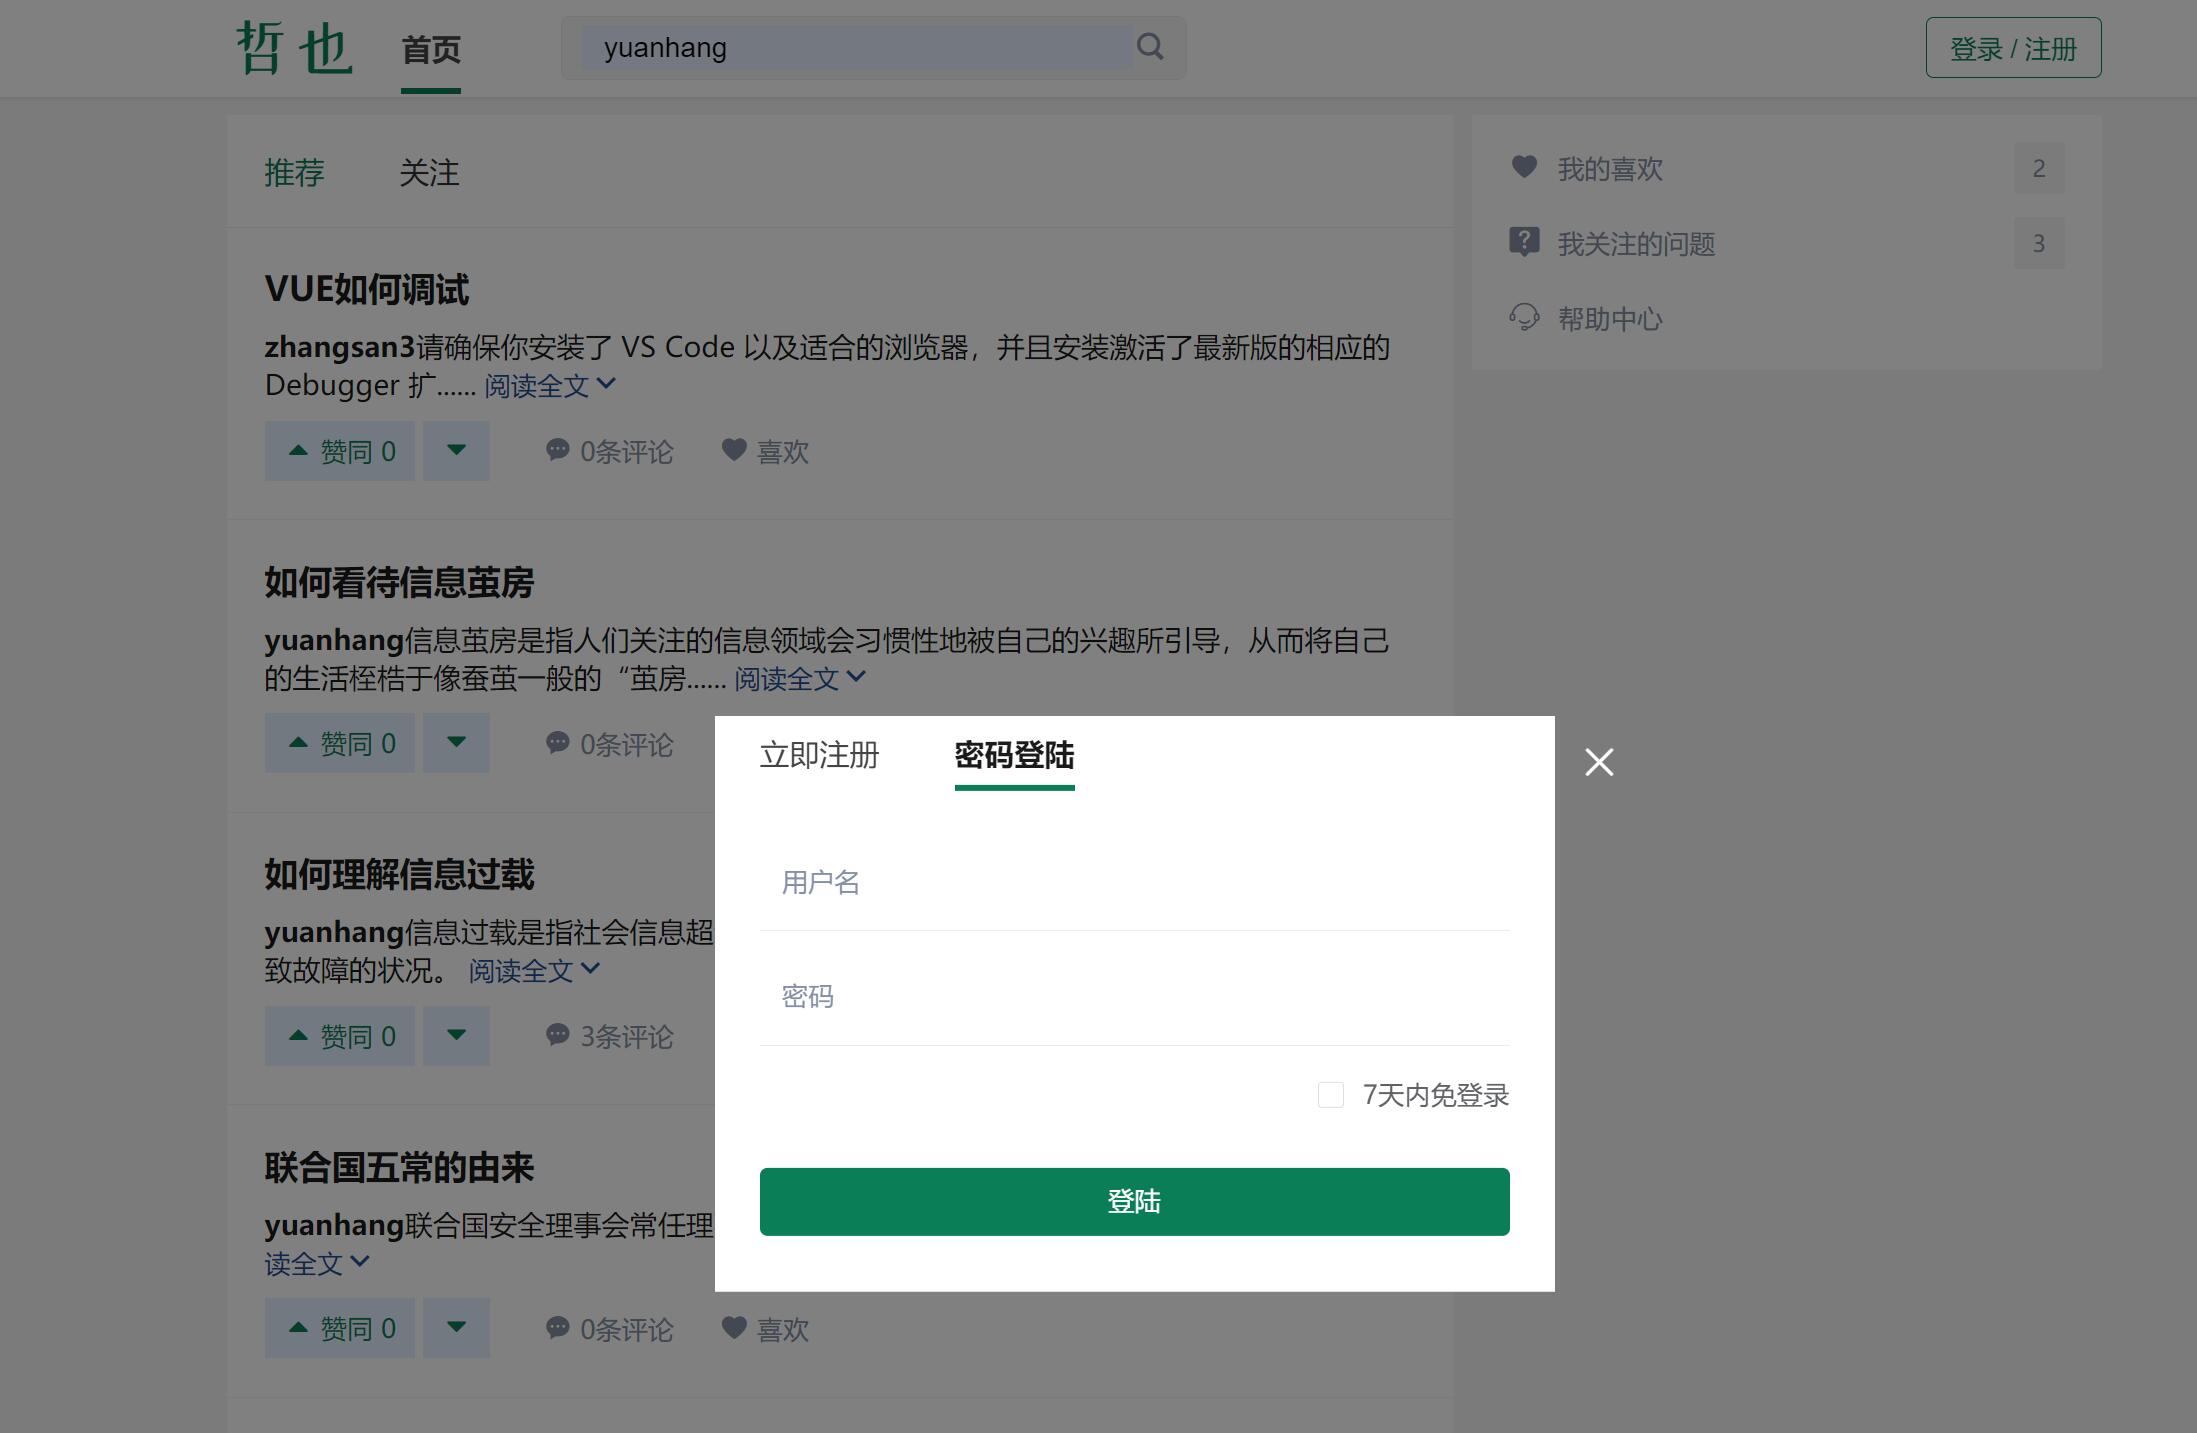 哲也
首页
yuanhang
登录 / 注册
推荐
关注
我的喜欢
2
我关注的问题
3
帮助中心
VUE如何调试
zhangsan3请确保你安装了 VS Code 以及适合的浏览器，并且安装激活了最新版的相应的
Debugger 扩...... 阅读全文
赞同 0
0条评论
喜欢
如何看待信息茧房
yuanhang信息茧房是指人们关注的信息领域会习惯性地被自己的兴趣所引导，从而将自己
的生活桎梏于像蚕茧一般的“茧房...... 阅读全文
赞同 0
0条评论
如何理解信息过载
yuanhang信息过载是指社会信息超
致故障的状况。 阅读全文
赞同 0
3条评论
联合国五常的由来
yuanhang联合国安全理事会常任理
读全文
赞同 0
0条评论
喜欢
立即注册
密码登陆
用户名
密码
7天内免登录
登陆